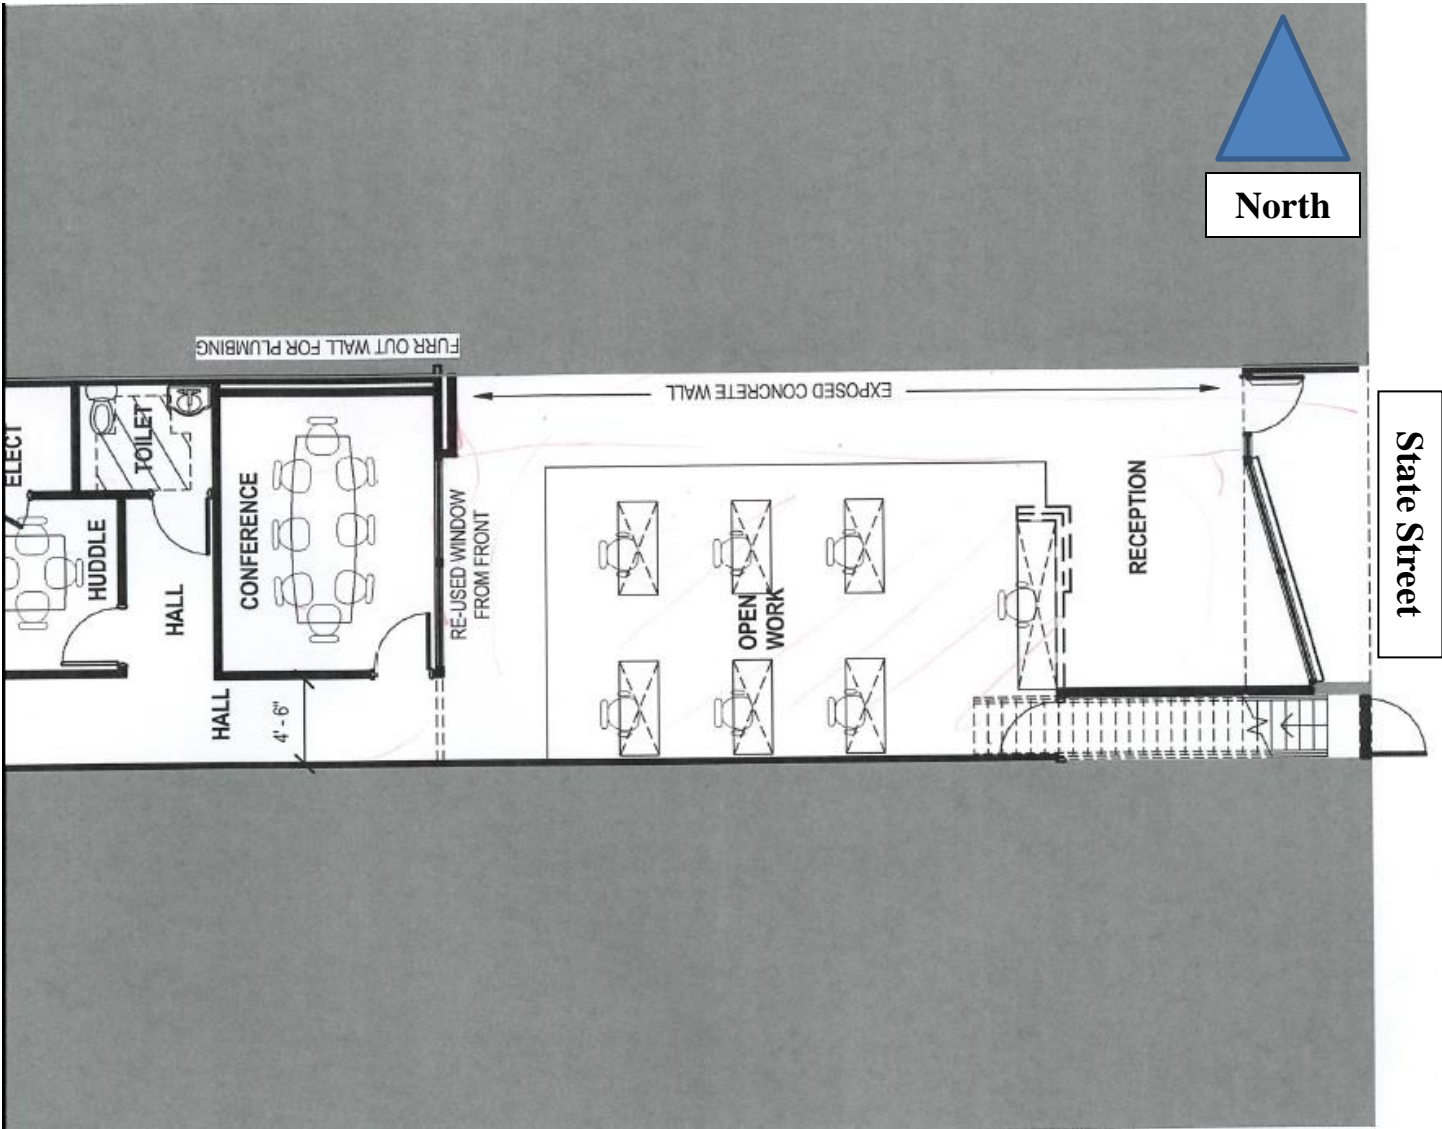 North
State Street
FURR OUT WALL FOR PLUMBING
EXPOSED CONCRETE WALL
ELECT
TOILET
HUDDLE
HALL
CONFERENCE
RE-USED WINDOW
FROM FRONT
OPEN
WORK
RECEPTION
HALL
4' - 6"